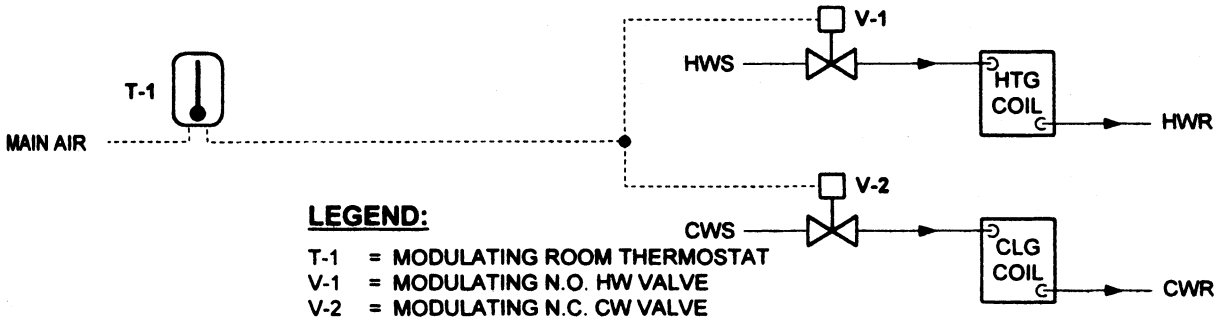 V-1
HWS
T-1
HTG
COIL
HWR
MAIN AIR
V-2
LEGEND:
CWS
T-1 = MODULATING ROOM THERMOSTAT
CLG
COIL
V-1 = MODULATING N.O. HW VALVE
CWR
V-2 = MODULATING N.C. CW VALVE